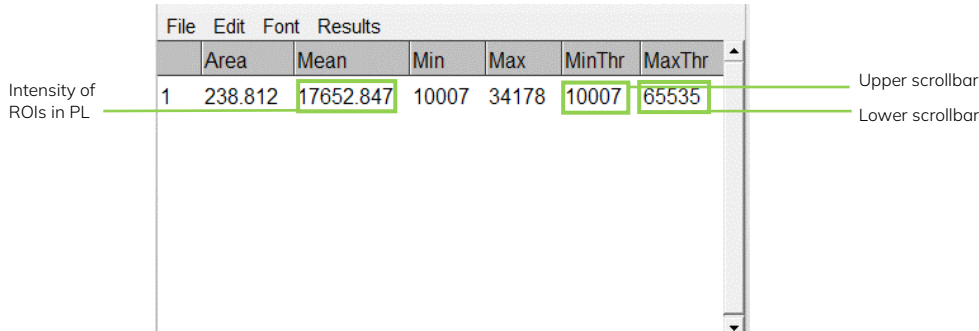 File Edit Font Results
Area Mean Min Max MinThr MaxThr
1 238.812 17652.847 10007 34178 10007 65535
Intensity of
ROIs in PL
Upper scrollbar
Lower scrollbar